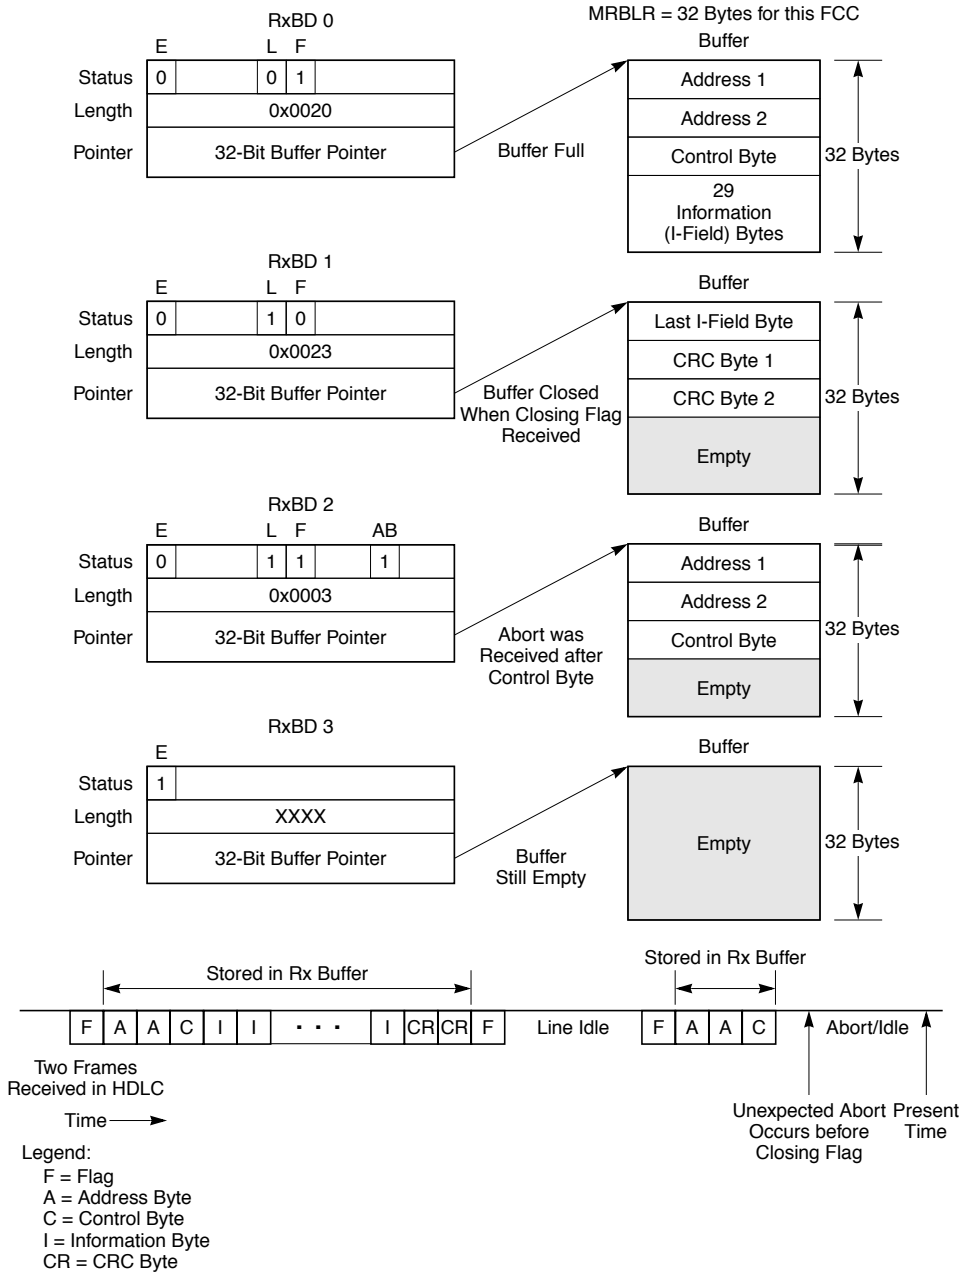 MRBLR = 32 Bytes for this FCC
RxBD 0
Buffer
E L F
Status 0 0 1
Length 0x0020
Pointer 32-Bit Buffer Pointer
Buffer Full
Address 1
Address 2
Control Byte
29
Information
(I-Field) Bytes
32 Bytes
RxBD 1
Buffer
E L F
Status 0 1 0
Length 0x0023
Pointer 32-Bit Buffer Pointer
Buffer Closed
When Closing Flag
Received
Last I-Field Byte
CRC Byte 1
CRC Byte 2
Empty
32 Bytes
RxBD 2
Buffer
E L F AB
Status 0 1 1 1
Length 0x0003
Pointer 32-Bit Buffer Pointer
Abort was
Received after
Control Byte
Address 1
Address 2
Control Byte
Empty
32 Bytes
RxBD 3
Buffer
E
Status 1
Length XXXX
Pointer 32-Bit Buffer Pointer
Buffer
Still Empty
Empty
32 Bytes
Stored in Rx Buffer
Stored in Rx Buffer
F A A C I I · · · I CR CR F Line Idle F A A C Abort/Idle
Two Frames
Received in HDLC
Time
Unexpected Abort
Occurs before
Closing Flag
Present
Time
Legend:
F = Flag
A = Address Byte
C = Control Byte
I = Information Byte
CR = CRC Byte